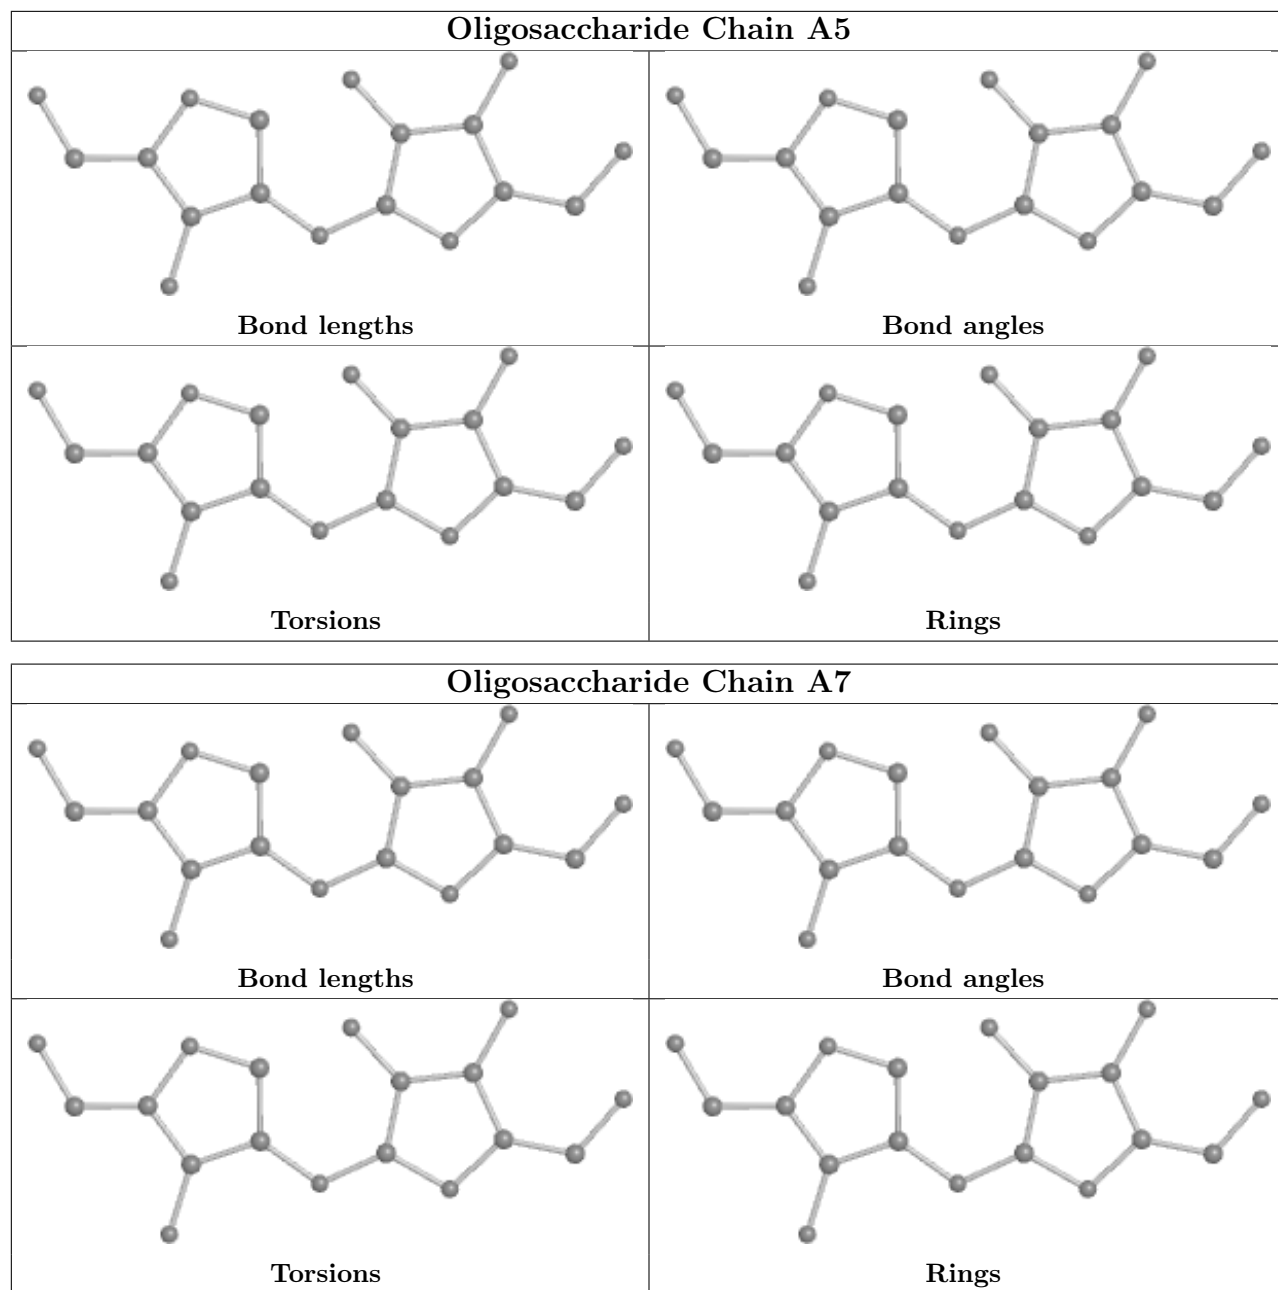 Oligosaccharide Chain A5
Bond lengths
Bond angles
Torsions
Rings
Oligosaccharide Chain A7
Bond lengths
Bond angles
Torsions
Rings